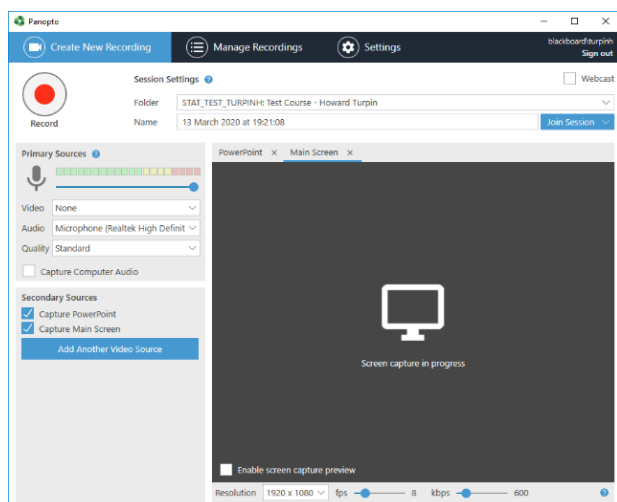 Panopto
Create New Recording
Manage Recordings
Settings
blackboard\turpinh
Sign out
Session Settings
Webcast
Folder
STAT_TEST_TURPINH: Test Course - Howard Turpin
Record
Name
13 March 2020 at 19:21:08
Join Session
Primary Sources
PowerPoint ×
Main Screen ×
Video
None
Audio
Microphone (Realtek High Definit
Quality
Standard
Capture Computer Audio
Secondary Sources
Capture PowerPoint
Capture Main Screen
Add Another Video Source
Screen capture in progress
Enable screen capture preview
Resolution
1920 x 1080
fps
8
kbps
600